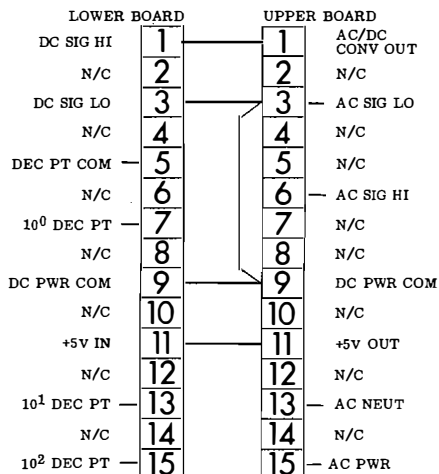 LOWER BOARD UPPER BOARD
DC SIG HI 1 1 AC/DC CONV OUT
N/C 2 2 N/C
DC SIG LO 3 3 AC SIG LO
N/C 4 4 N/C
DEC PT COM 5 5 N/C
N/C 6 6 AC SIG HI
10⁰ DEC PT 7 7 N/C
N/C 8 8 N/C
DC PWR COM 9 9 DC PWR COM
N/C 10 10 N/C
+5V IN 11 11 +5V OUT
N/C 12 12 N/C
10¹ DEC PT 13 13 AC NEUT
N/C 14 14 N/C
10² DEC PT 15 15 AC PWR